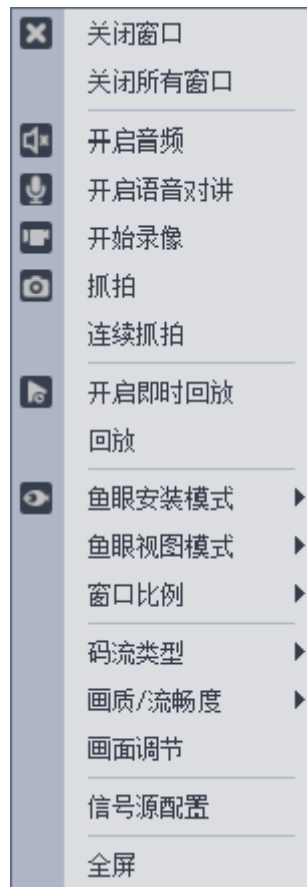 关闭窗口
关闭所有窗口
开启音频
开启语音对讲
开始录像
抓拍
连续抓拍
开启即时回放
回放
鱼眼安装模式
鱼眼视图模式
窗口比例
码流类型
画质/流畅度
画面调节
信号源配置
全屏